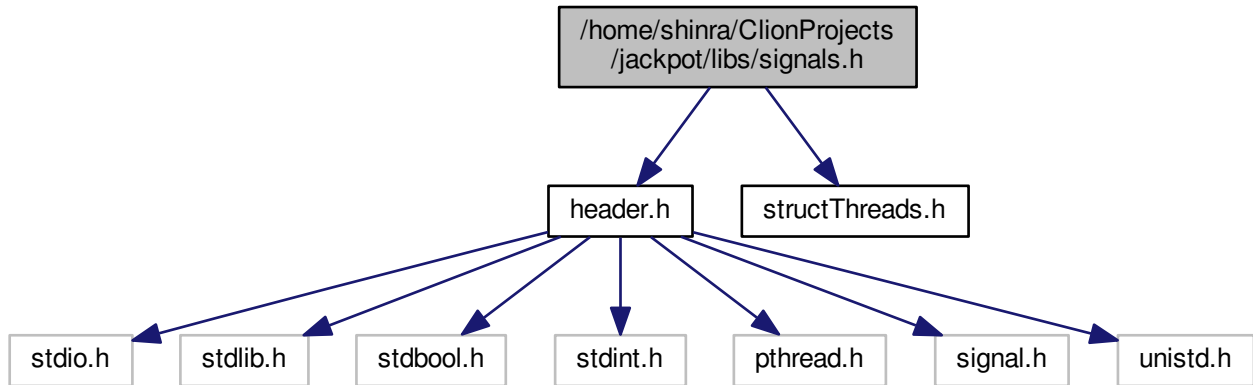 /home/shinra/ClionProjects
/jackpot/libs/signals.h
header.h
structThreads.h
stdio.h
stdlib.h
stdbool.h
stdint.h
pthread.h
signal.h
unistd.h